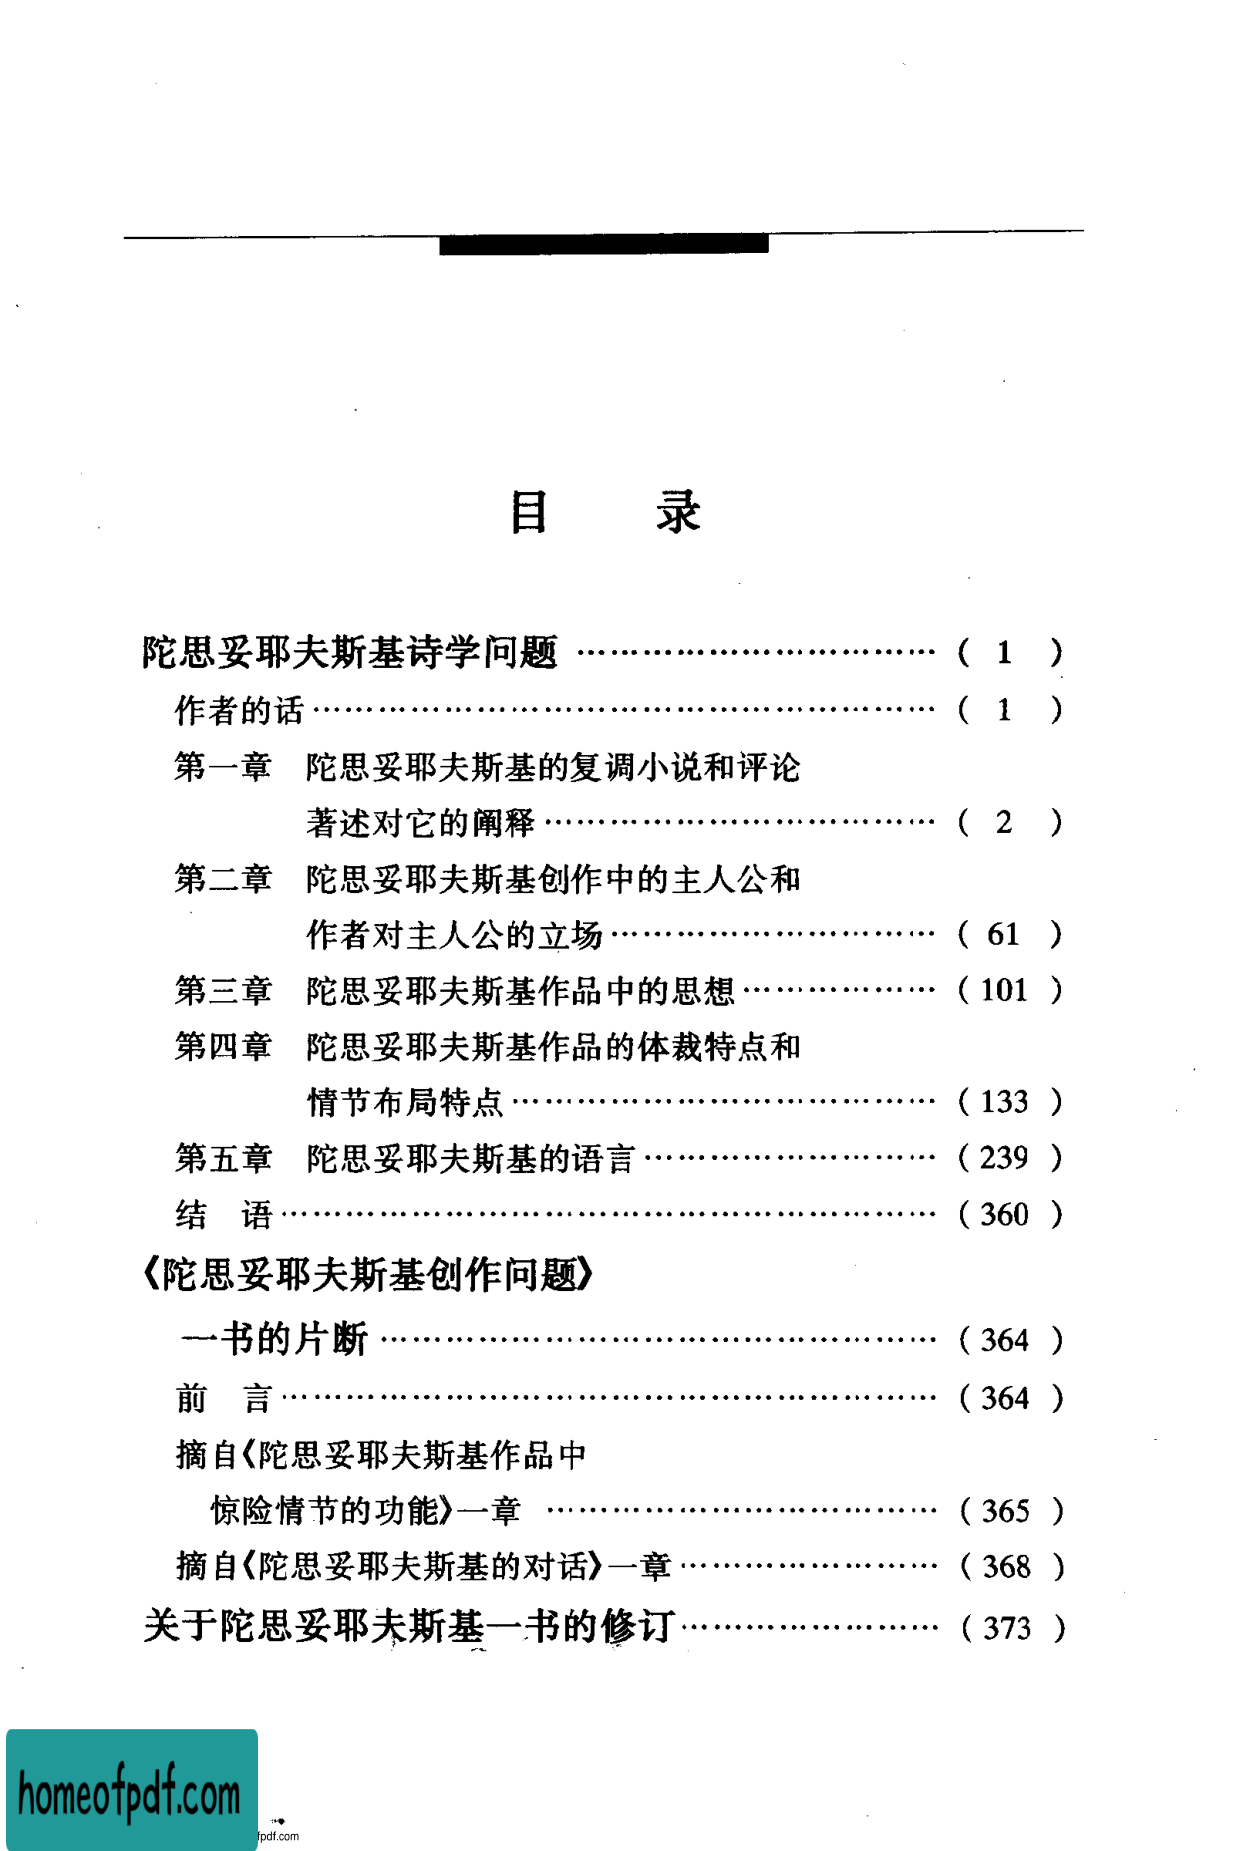 目 录
陀思妥耶夫斯基诗学问题 ………………………………( 1 )
作者的话………………………………………………………( 1 )
第一章 陀思妥耶夫斯基的复调小说和评论
著述对它的阐释…………………………………( 2 )
第二章 陀思妥耶夫斯基创作中的主人公和
作者对主人公的立场……………………………( 61 )
第三章 陀思妥耶夫斯基作品中的思想………………( 101 )
第四章 陀思妥耶夫斯基作品的体裁特点和
情节布局特点……………………………………( 133 )
第五章 陀思妥耶夫斯基的语言………………………( 239 )
结 语…………………………………………………………( 360 )
《陀思妥耶夫斯基创作问题》
一书的片断………………………………………………( 364 )
前 言…………………………………………………………( 364 )
摘自《陀思妥耶夫斯基作品中
惊险情节的功能》一章 …………………………………( 365 )
摘自《陀思妥耶夫斯基的对话》一章……………………( 368 )
关于陀思妥耶夫斯基一书的修订……………………( 373 )
homeofpdf.com
fpdf.com